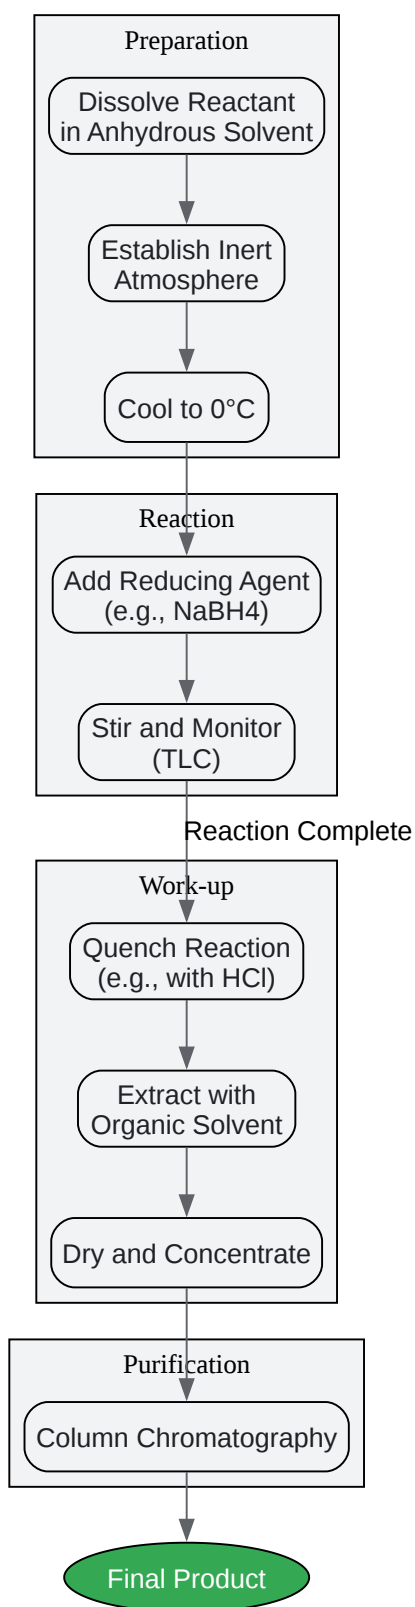 Preparation
Dissolve Reactant
in Anhydrous Solvent
Establish Inert
Atmosphere
Cool to 0°C
Reaction
Add Reducing Agent
(e.g., NaBH4)
Stir and Monitor
(TLC)
Reaction Complete
Work-up
Quench Reaction
(e.g., with HCl)
Extract with
Organic Solvent
Dry and Concentrate
Purification
Column Chromatography
Final Product